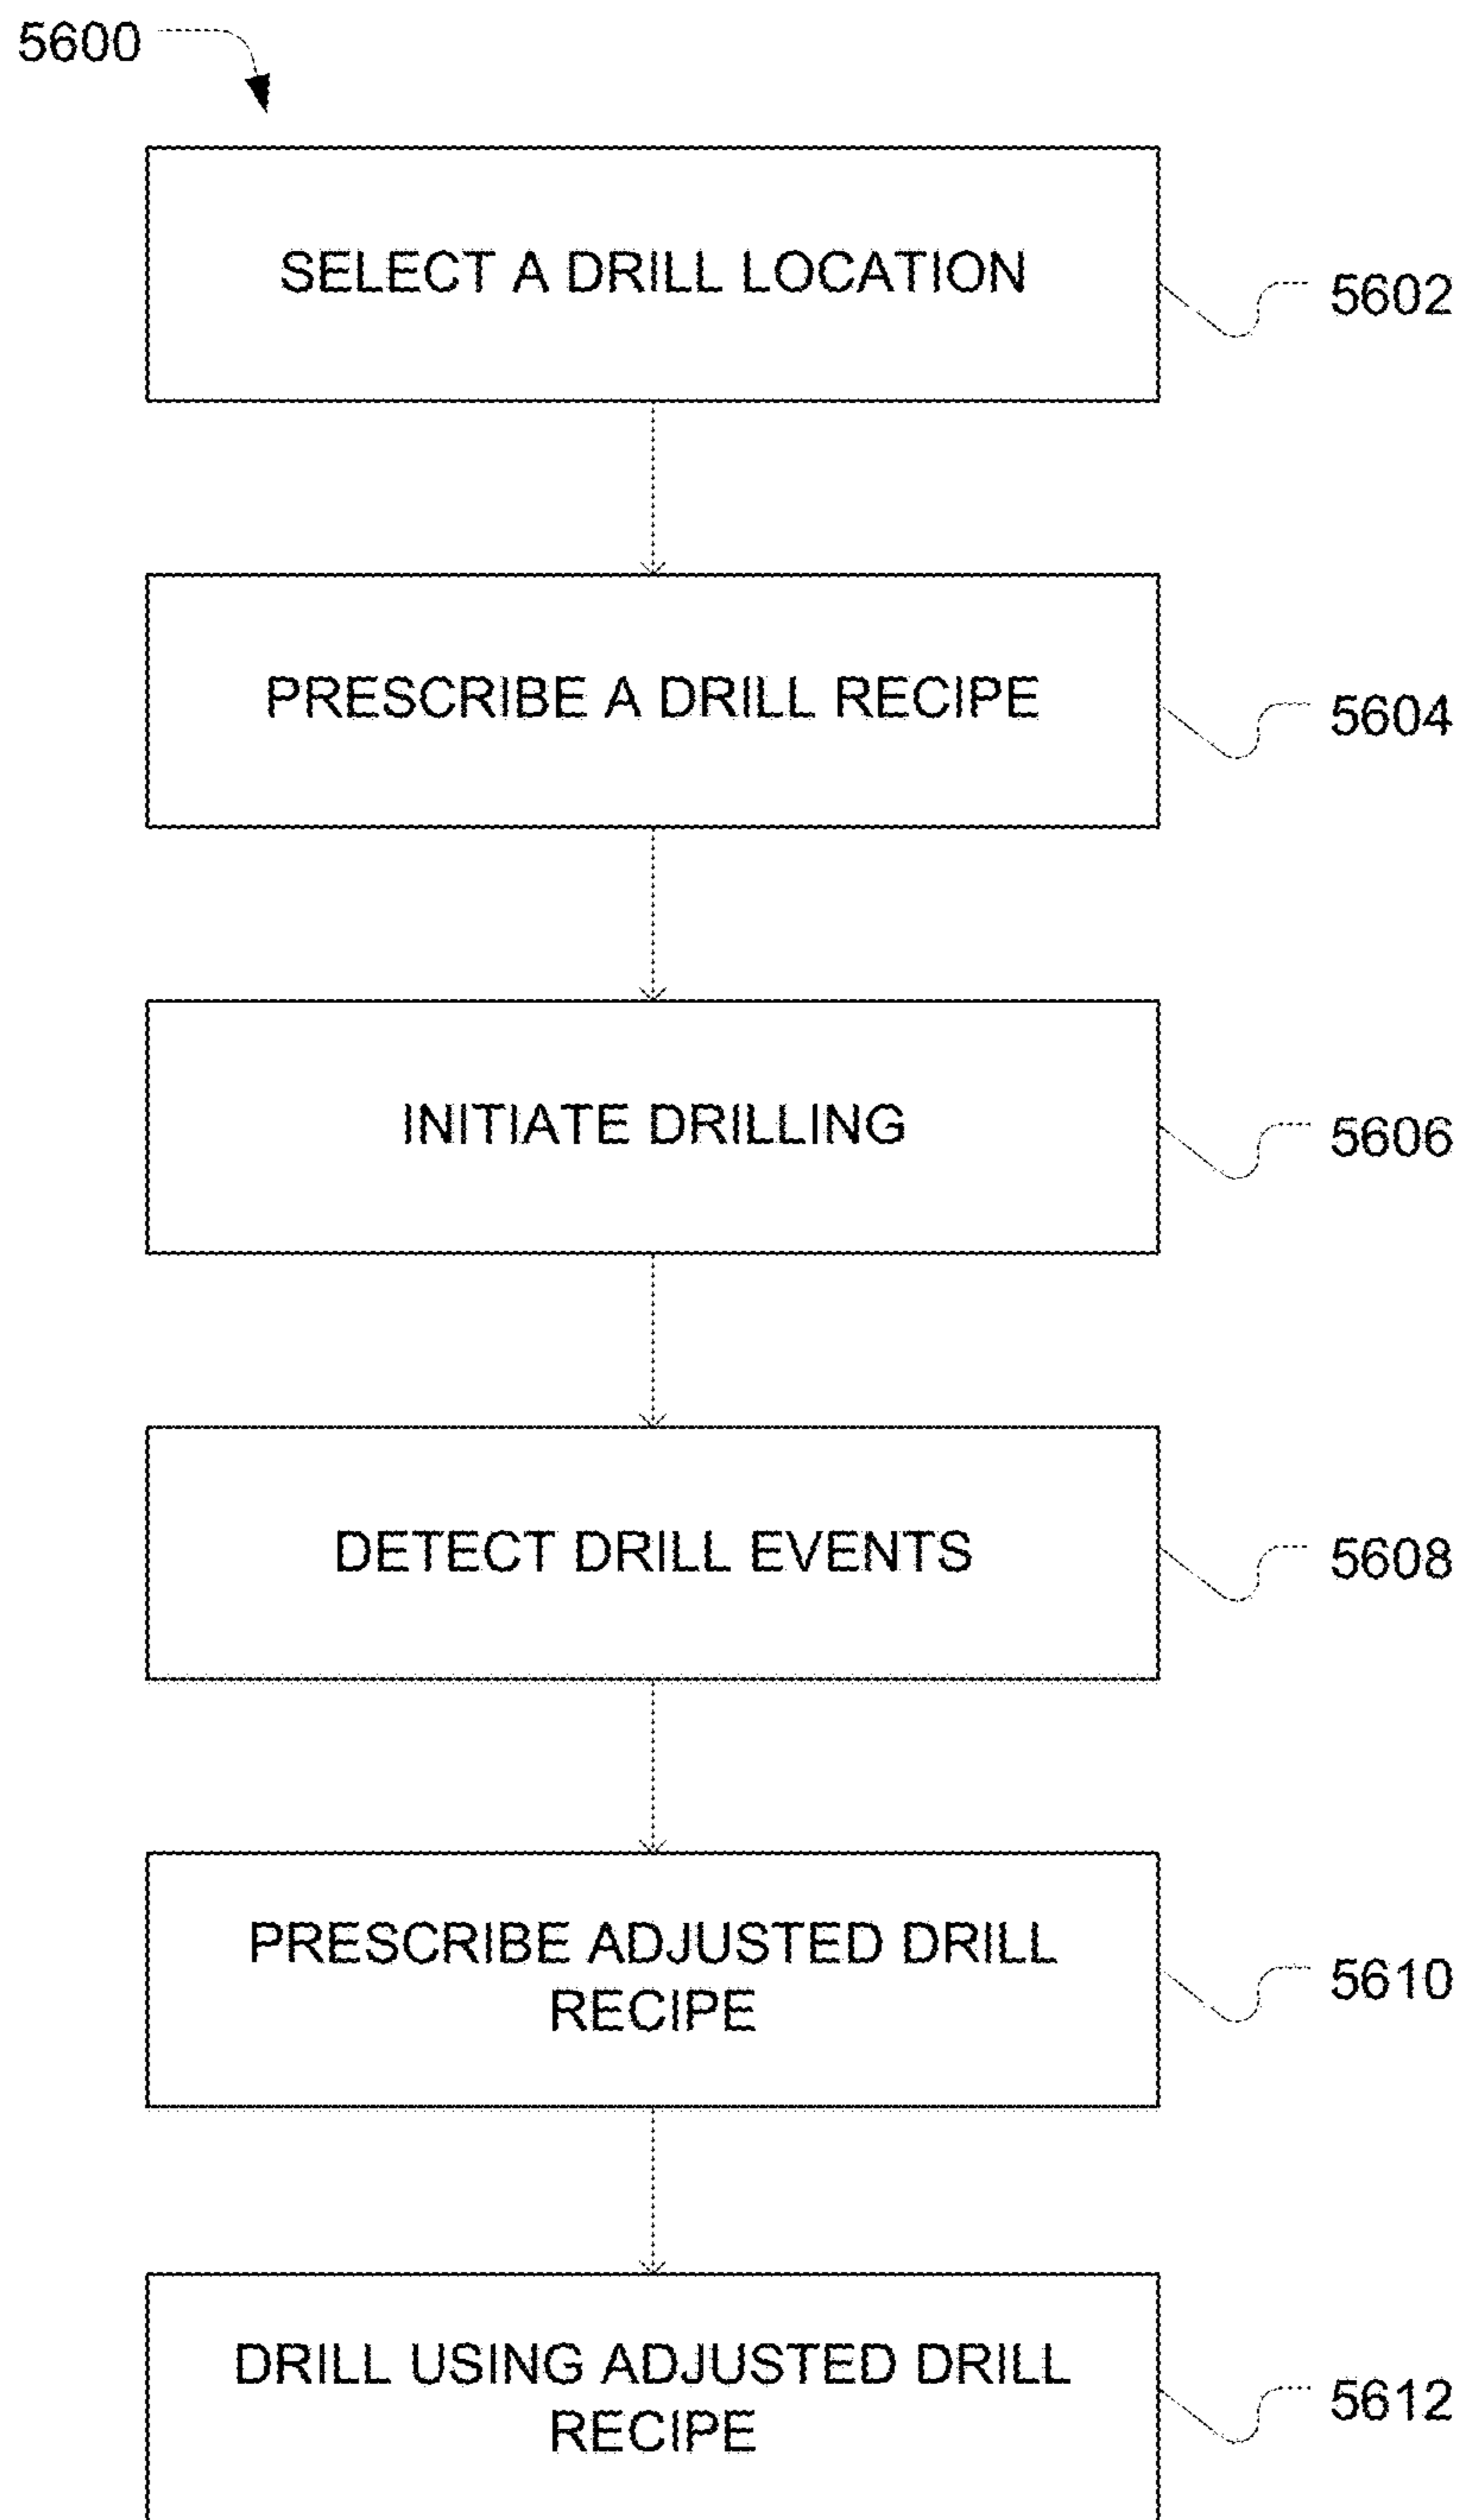 5600
SELECT A DRILL LOCATION
5602
PRESCRIBE A DRILL RECIPE
5604
INITIATE DRILLING
5606
DETECT DRILL EVENTS
5608
PRESCRIBE ADJUSTED DRILL
RECIPE
5610
DRILL USING ADJUSTED DRILL
RECIPE
5612